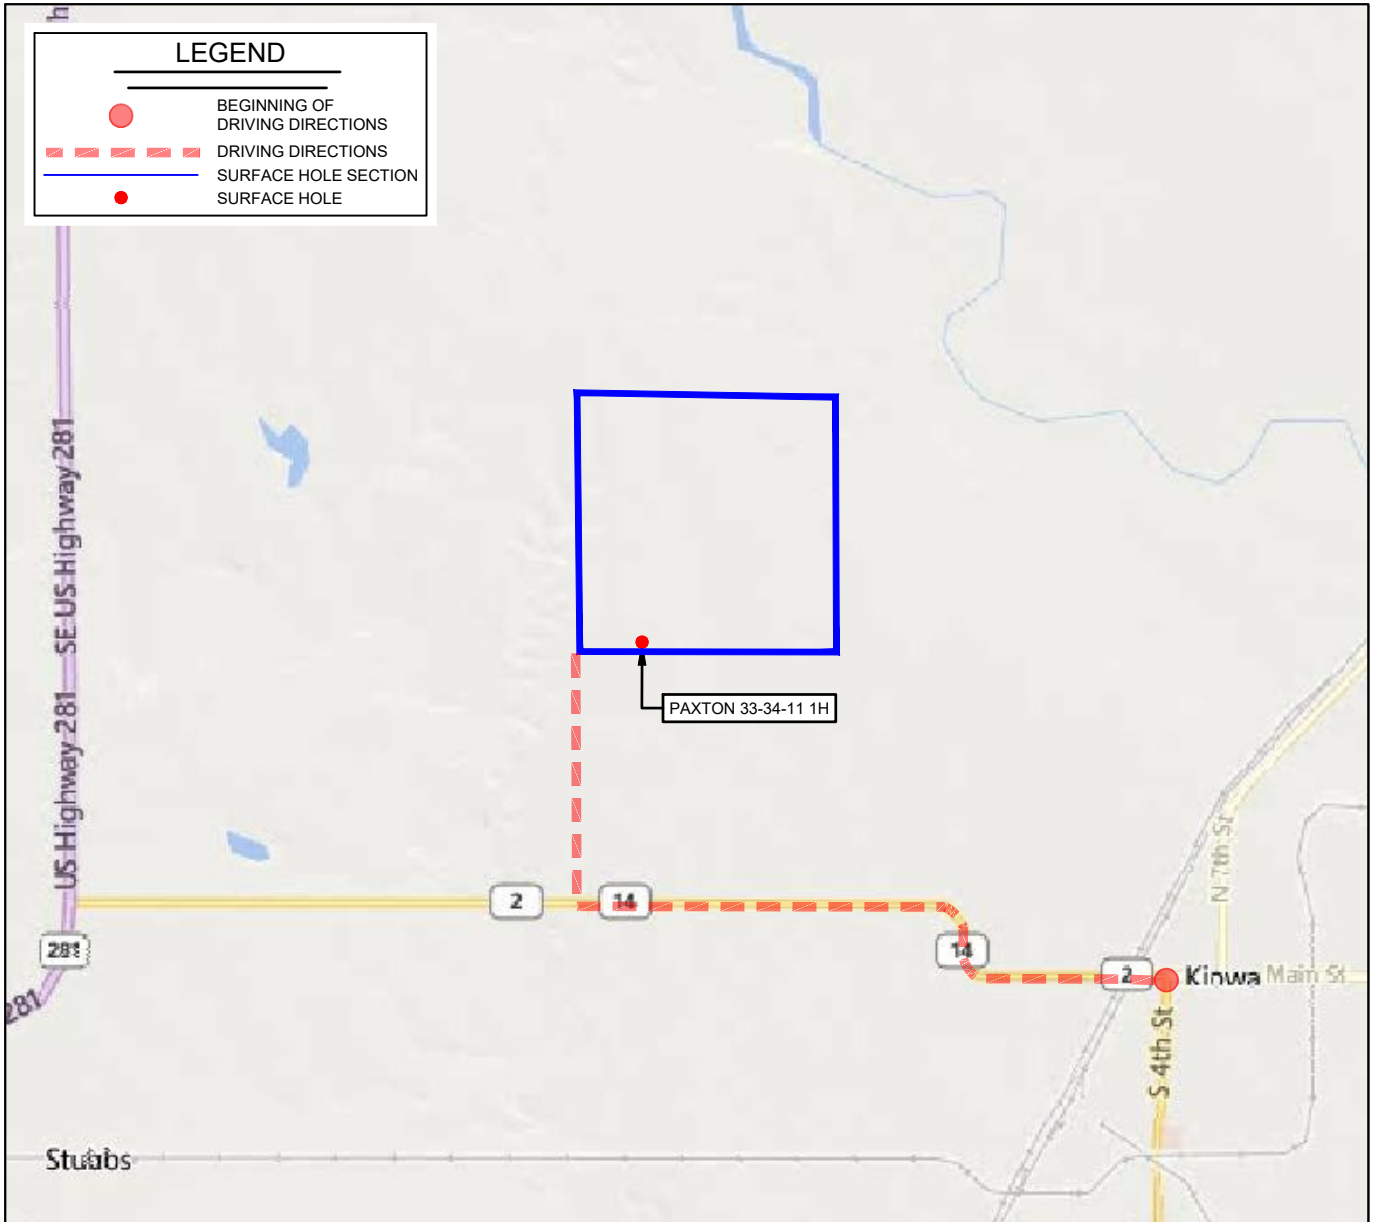 LEGEND
BEGINNING OF
DRIVING DIRECTIONS
DRIVING DIRECTIONS
SURFACE HOLE SECTION
SURFACE HOLE
US Highway 281
SE US Highway 281
PAXTON 33-34-11 1H
N 7th St
2
14
281
14
2
Kiowa
Main St
281
S 4th St
Stubbs